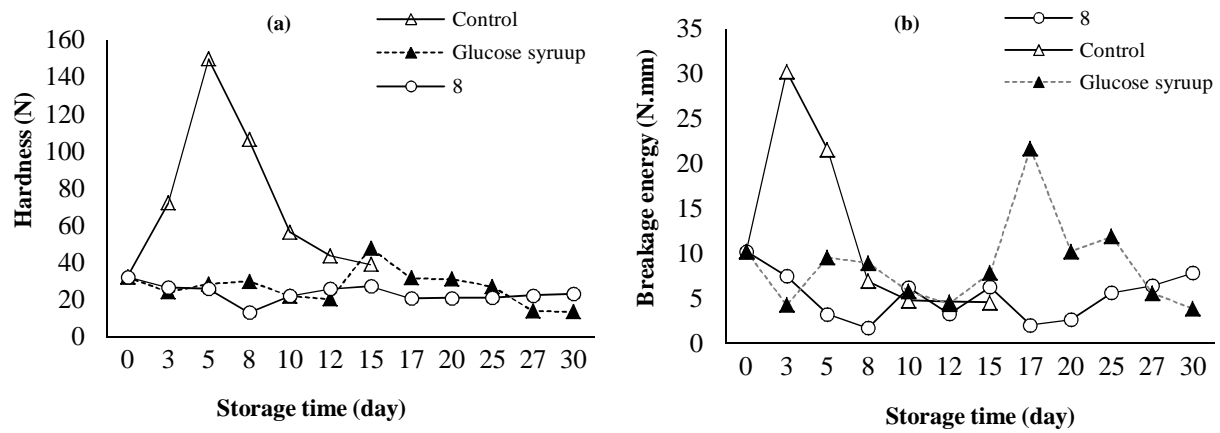 (a)
Control
Glucose syruup
8
160
140
120
100
80
60
40
20
0
Hardness (N)
0 3 5 8 10 12 15 17 20 25 27 30
Storage time (day)
(b)
8
Control
Glucose syruup
35
30
25
20
15
10
5
0
Breakage energy (N.mm)
0 3 5 8 10 12 15 17 20 25 27 30
Storage time (day)